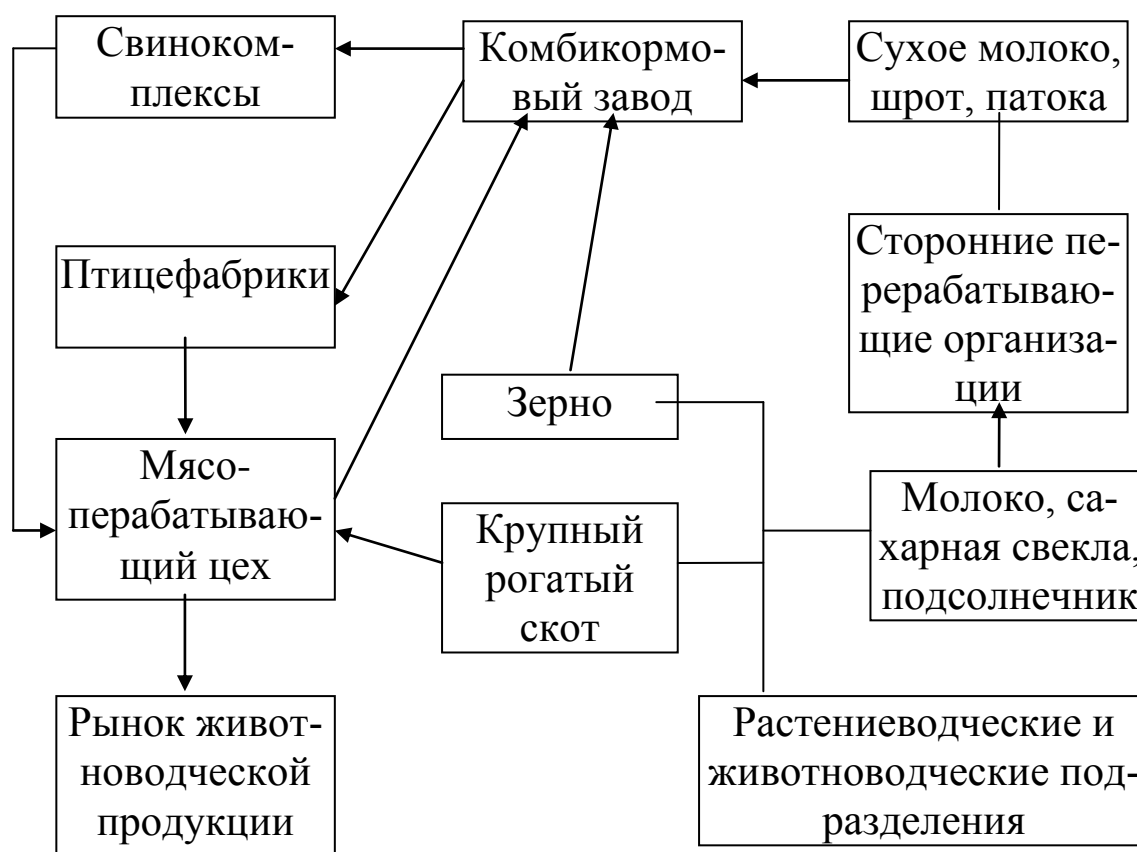 Свиноком-
плексы
Комбикормо-
вый завод
Сухое молоко,
шрот, патока
Птицефабрики
Сторонние пе-
рерабатываю-
щие организа-
ции
Зерно
Мясо-
перабатываю-
щий цех
Крупный
рогатый
скот
Молоко, са-
харная свекла,
подсолнечник
Рынок живот-
новодческой
продукции
Растениеводческие и
животноводческие под-
разделения